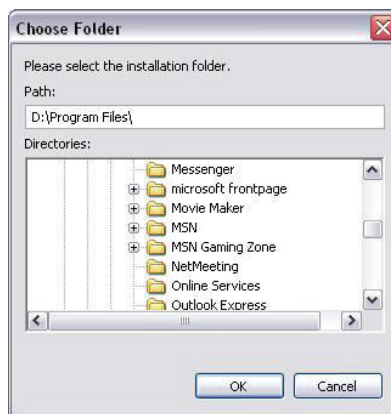 Choose Folder
Please select the installation folder.
Path:
D:\Program Files\
Directories:
Messenger
microsoft frontpage
Movie Maker
MSN
MSN Gaming Zone
NetMeeting
Online Services
Outlook Express
OK
Cancel